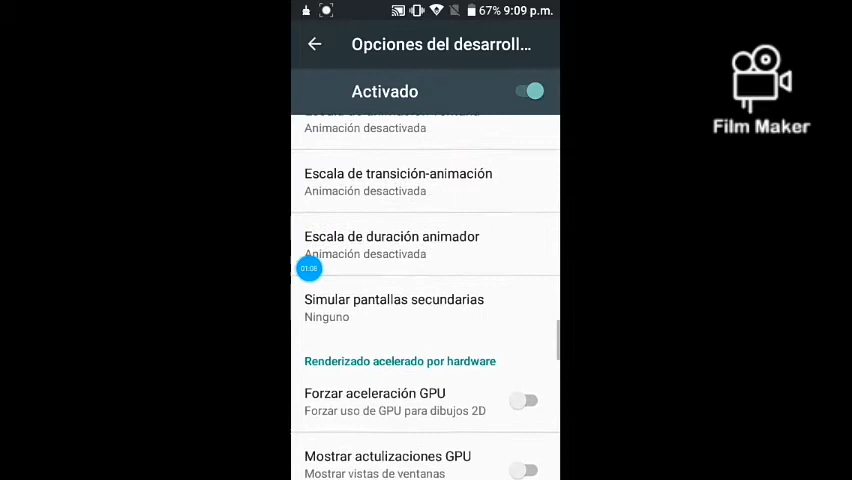 67% 9:09 p.m.
Opciones del desarroll...
Film Maker
Activado
Animación desactivada
Escala de transición-animación
Animación desactivada
Escala de duración animador
Animación desactivada
01:08
Simular pantallas secundarias
Ninguno
Renderizado acelerado por hardware
Forzar aceleración GPU
Forzar uso de GPU para dibujos 2D
Mostrar actulizaciones GPU
Mostrar vistas de ventanas